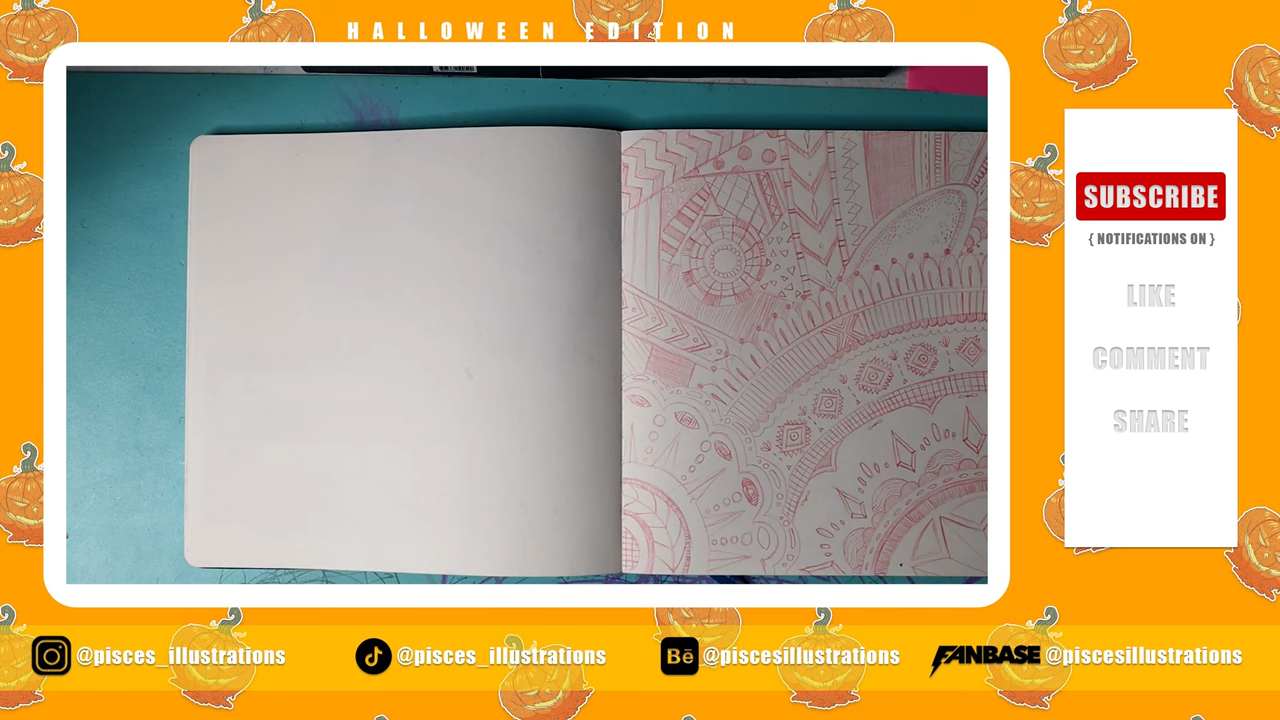 HALLOWEEN EDITION
SUBSCRIBE
{ NOTIFICATIONS ON }
LIKE
COMMENT
SHARE
@pisces_illustrations
@pisces_illustrations
Bē @piscesillustrations
FANBASE @piscesillustrations